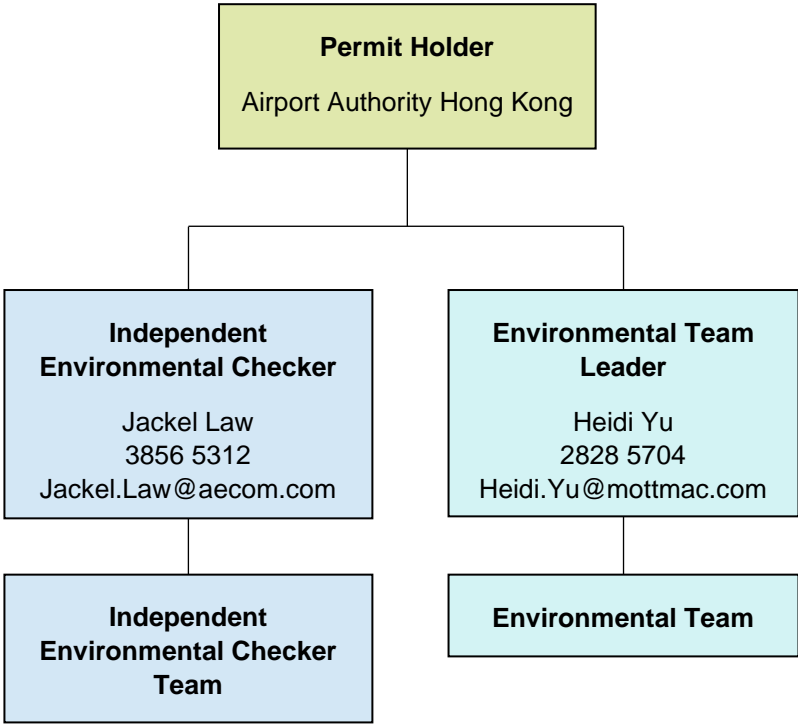 Permit Holder
Airport Authority Hong Kong
Independent
Environmental Checker
Jackel Law
3856 5312
Jackel.Law@aecom.com
Environmental Team
Leader
Heidi Yu
2828 5704
Heidi.Yu@mottmac.com
Independent
Environmental Checker
Team
Environmental Team